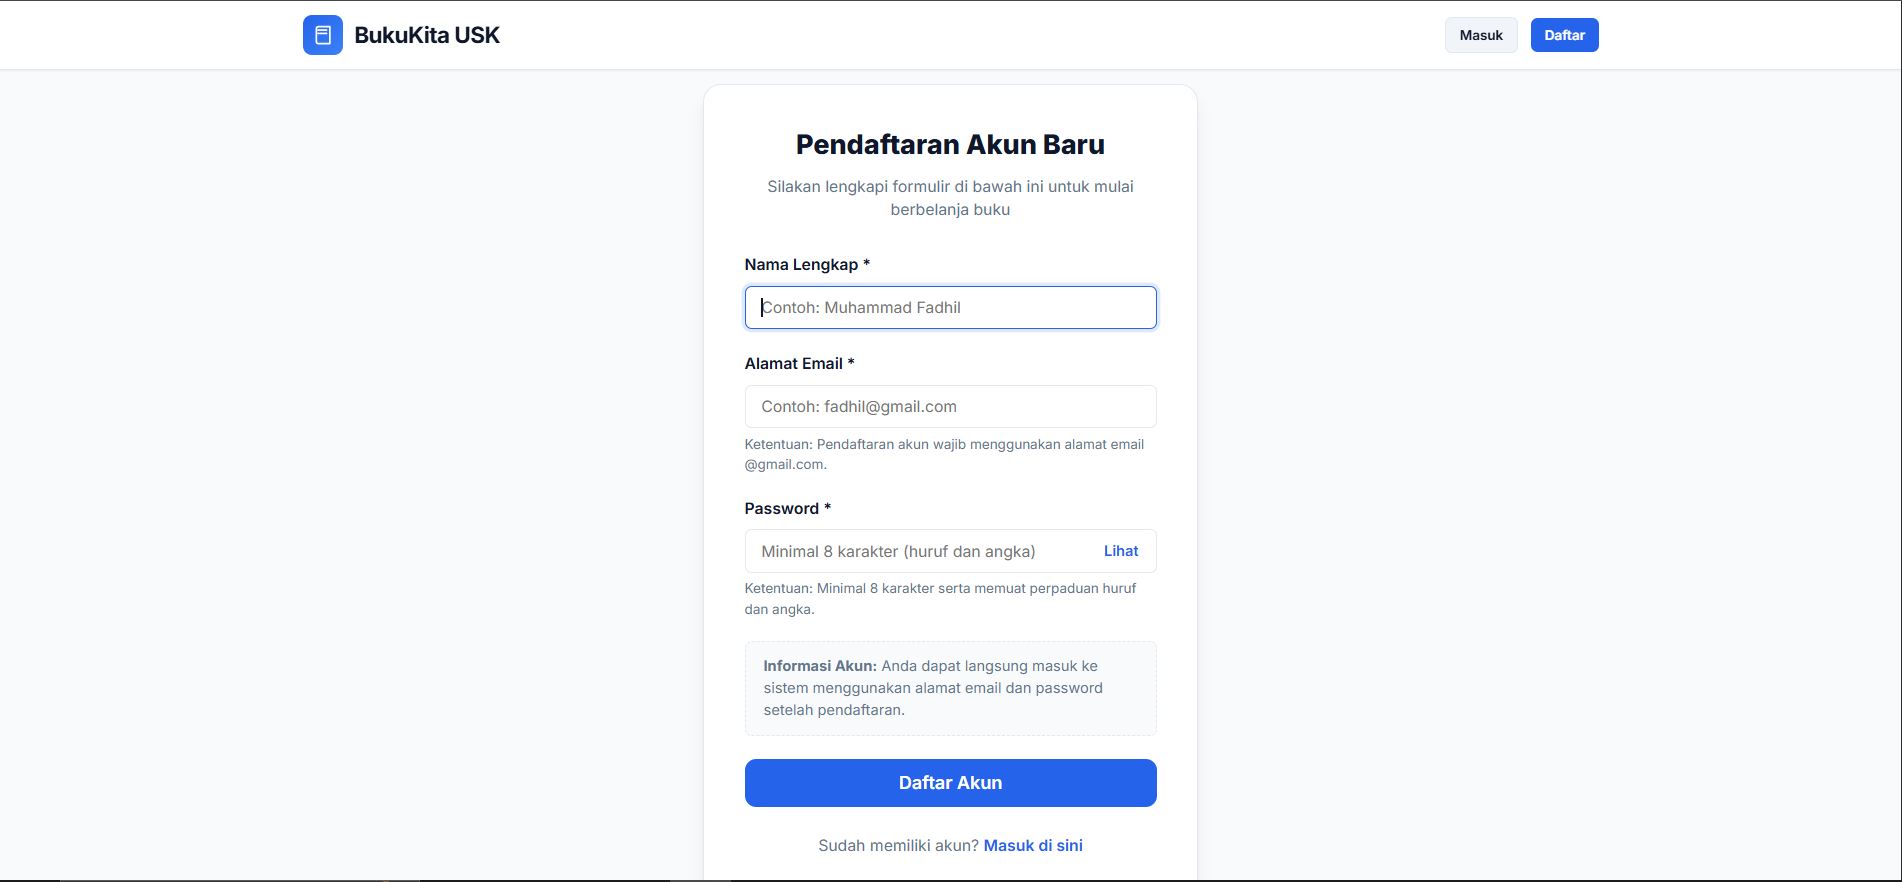 BukuKita USK
Masuk
Daftar
Pendaftaran Akun Baru
Silakan lengkapi formulir di bawah ini untuk mulai
berbelanja buku
Nama Lengkap *
Contoh: Muhammad Fadhil
Alamat Email *
Contoh: fadhil@gmail.com
Ketentuan: Pendaftaran akun wajib menggunakan alamat email
@gmail.com.
Password *
Minimal 8 karakter (huruf dan angka)
Lihat
Ketentuan: Minimal 8 karakter serta memuat perpaduan huruf
dan angka.
Informasi Akun: Anda dapat langsung masuk ke
sistem menggunakan alamat email dan password
setelah pendaftaran.
Daftar Akun
Sudah memiliki akun? Masuk di sini